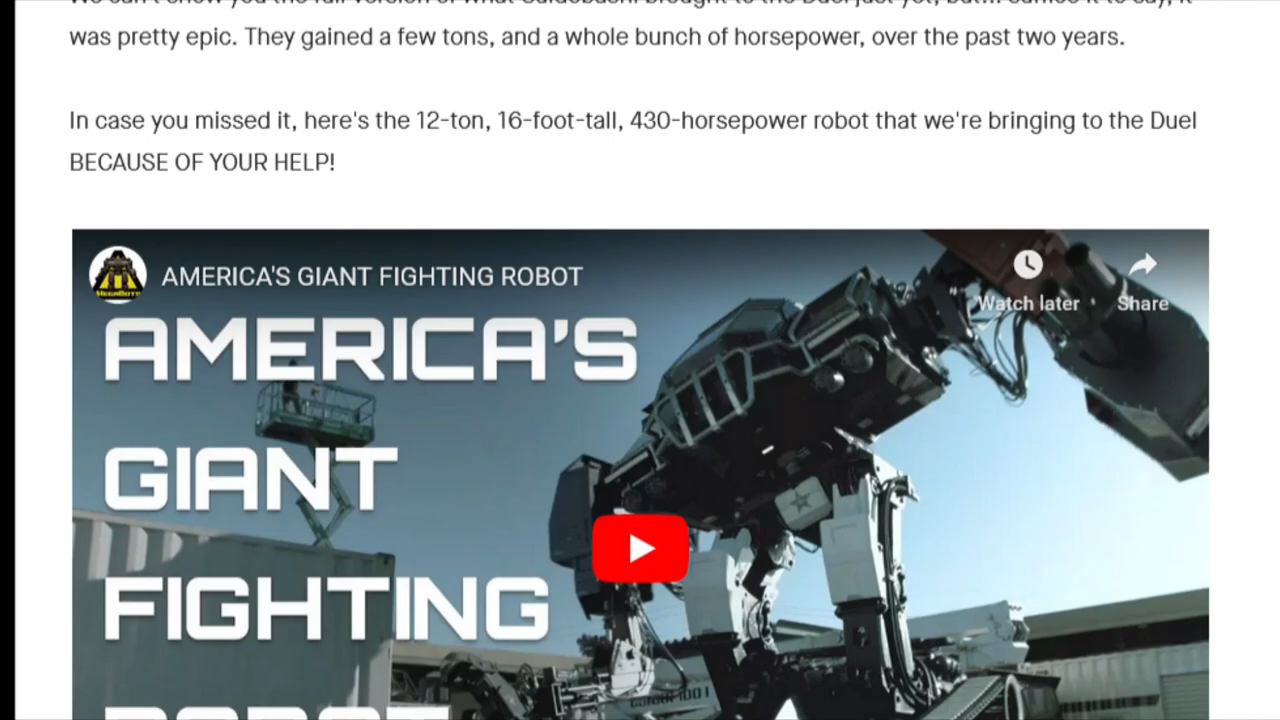 was pretty epic. They gained a few tons, and a whole bunch of horsepower, over the past two years.
In case you missed it, here's the 12-ton, 16-foot-tall, 430-horsepower robot that we're bringing to the Duel
BECAUSE OF YOUR HELP!
AMERICA'S GIANT FIGHTING ROBOT
Watch later
Share
AMERICA'S
GIANT
FIGHTING